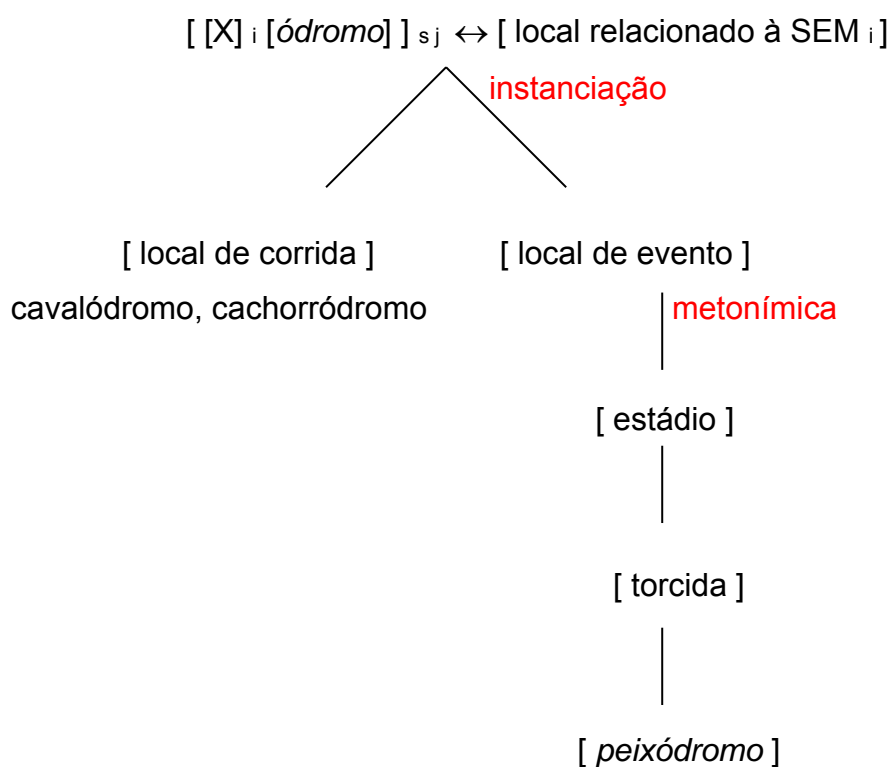 [ [X] i [ódromo] ] s j ↔ [ local relacionado à SEM i ]
instanciação
[ local de corrida ] [ local de evento ]
cavalódromo, cachorródromo metonímica
[ estádio ]
[ torcida ]
[ peixódromo ]